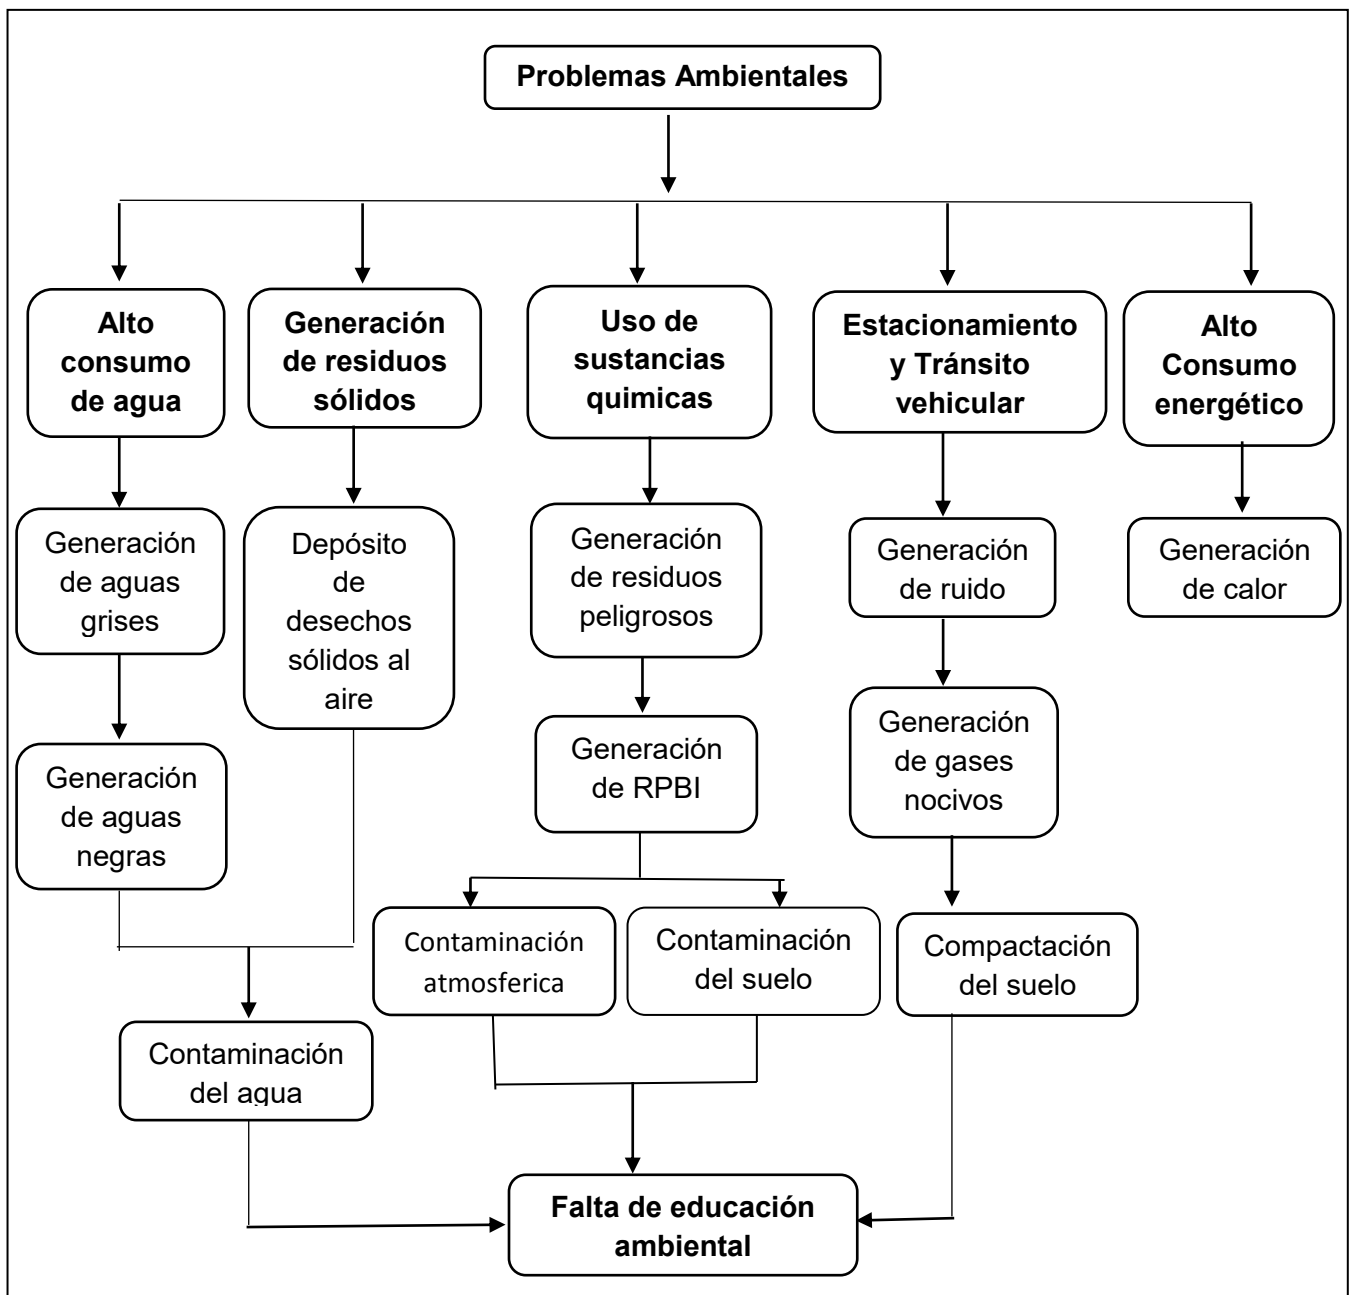 Problemas Ambientales
Alto
consumo
de agua
Generación
de residuos
sólidos
Uso de
sustancias
quimicas
Estacionamiento
y Tránsito
vehicular
Alto
Consumo
energético
Generación
de aguas
grises
Depósito
de
desechos
sólidos al
aire
Generación
de residuos
peligrosos
Generación
de ruido
Generación
de calor
Generación
de aguas
negras
Generación
de RPBI
Generación
de gases
nocivos
Contaminación
atmosferica
Contaminación
del suelo
Compactación
del suelo
Contaminación
del agua
Falta de educación
ambiental